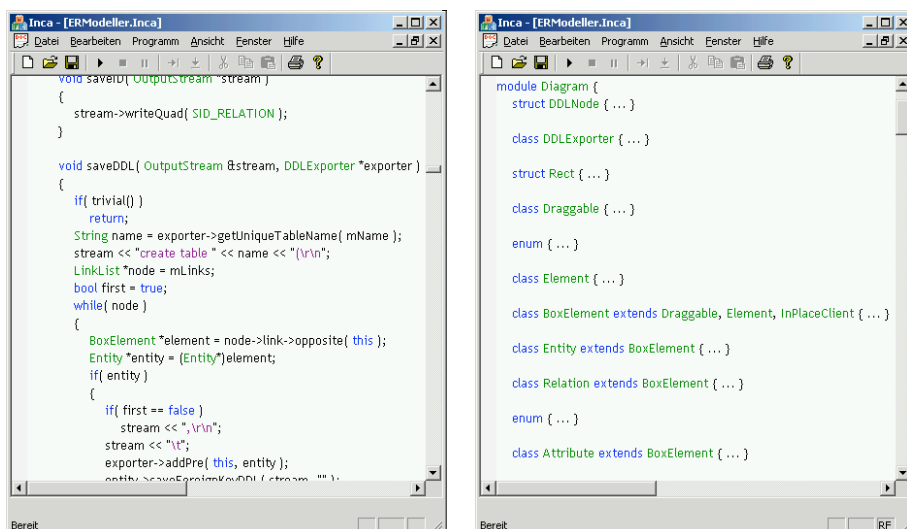 Inca - [ERModeller.Inca]
Datei Bearbeiten Programm Ansicht Fenster Hilfe
void saveID( OutputStream *stream )
{
stream->writeQuad( SID_RELATION );
}
void saveDDL( OutputStream &stream, DDLExporter *exporter )
{
if( trivial() )
return;
String name = exporter->getUniqueTableName( mName );
stream << "create table " << name << "(\r\n";
LinkList *node = mLinks;
bool first = true;
while( node )
{
BoxElement *element = node->link->opposite( this );
Entity *entity = (Entity*)element;
if( entity )
{
if( first == false )
stream << ",\r\n";
stream << "\t";
exporter->addPre( this, entity );
entity->saveForeignKeyDDL( stream, "" );
Bereit
Inca - [ERModeller.Inca]
Datei Bearbeiten Programm Ansicht Fenster Hilfe
module Diagram {
struct DDLNode { ... }
class DDLExporter { ... }
struct Rect { ... }
class Draggable { ... }
enum { ... }
class Element { ... }
class BoxElement extends Draggable, Element, InPlaceClient { ... }
class Entity extends BoxElement { ... }
class Relation extends BoxElement { ... }
enum { ... }
class Attribute extends BoxElement { ... }
Bereit
RF